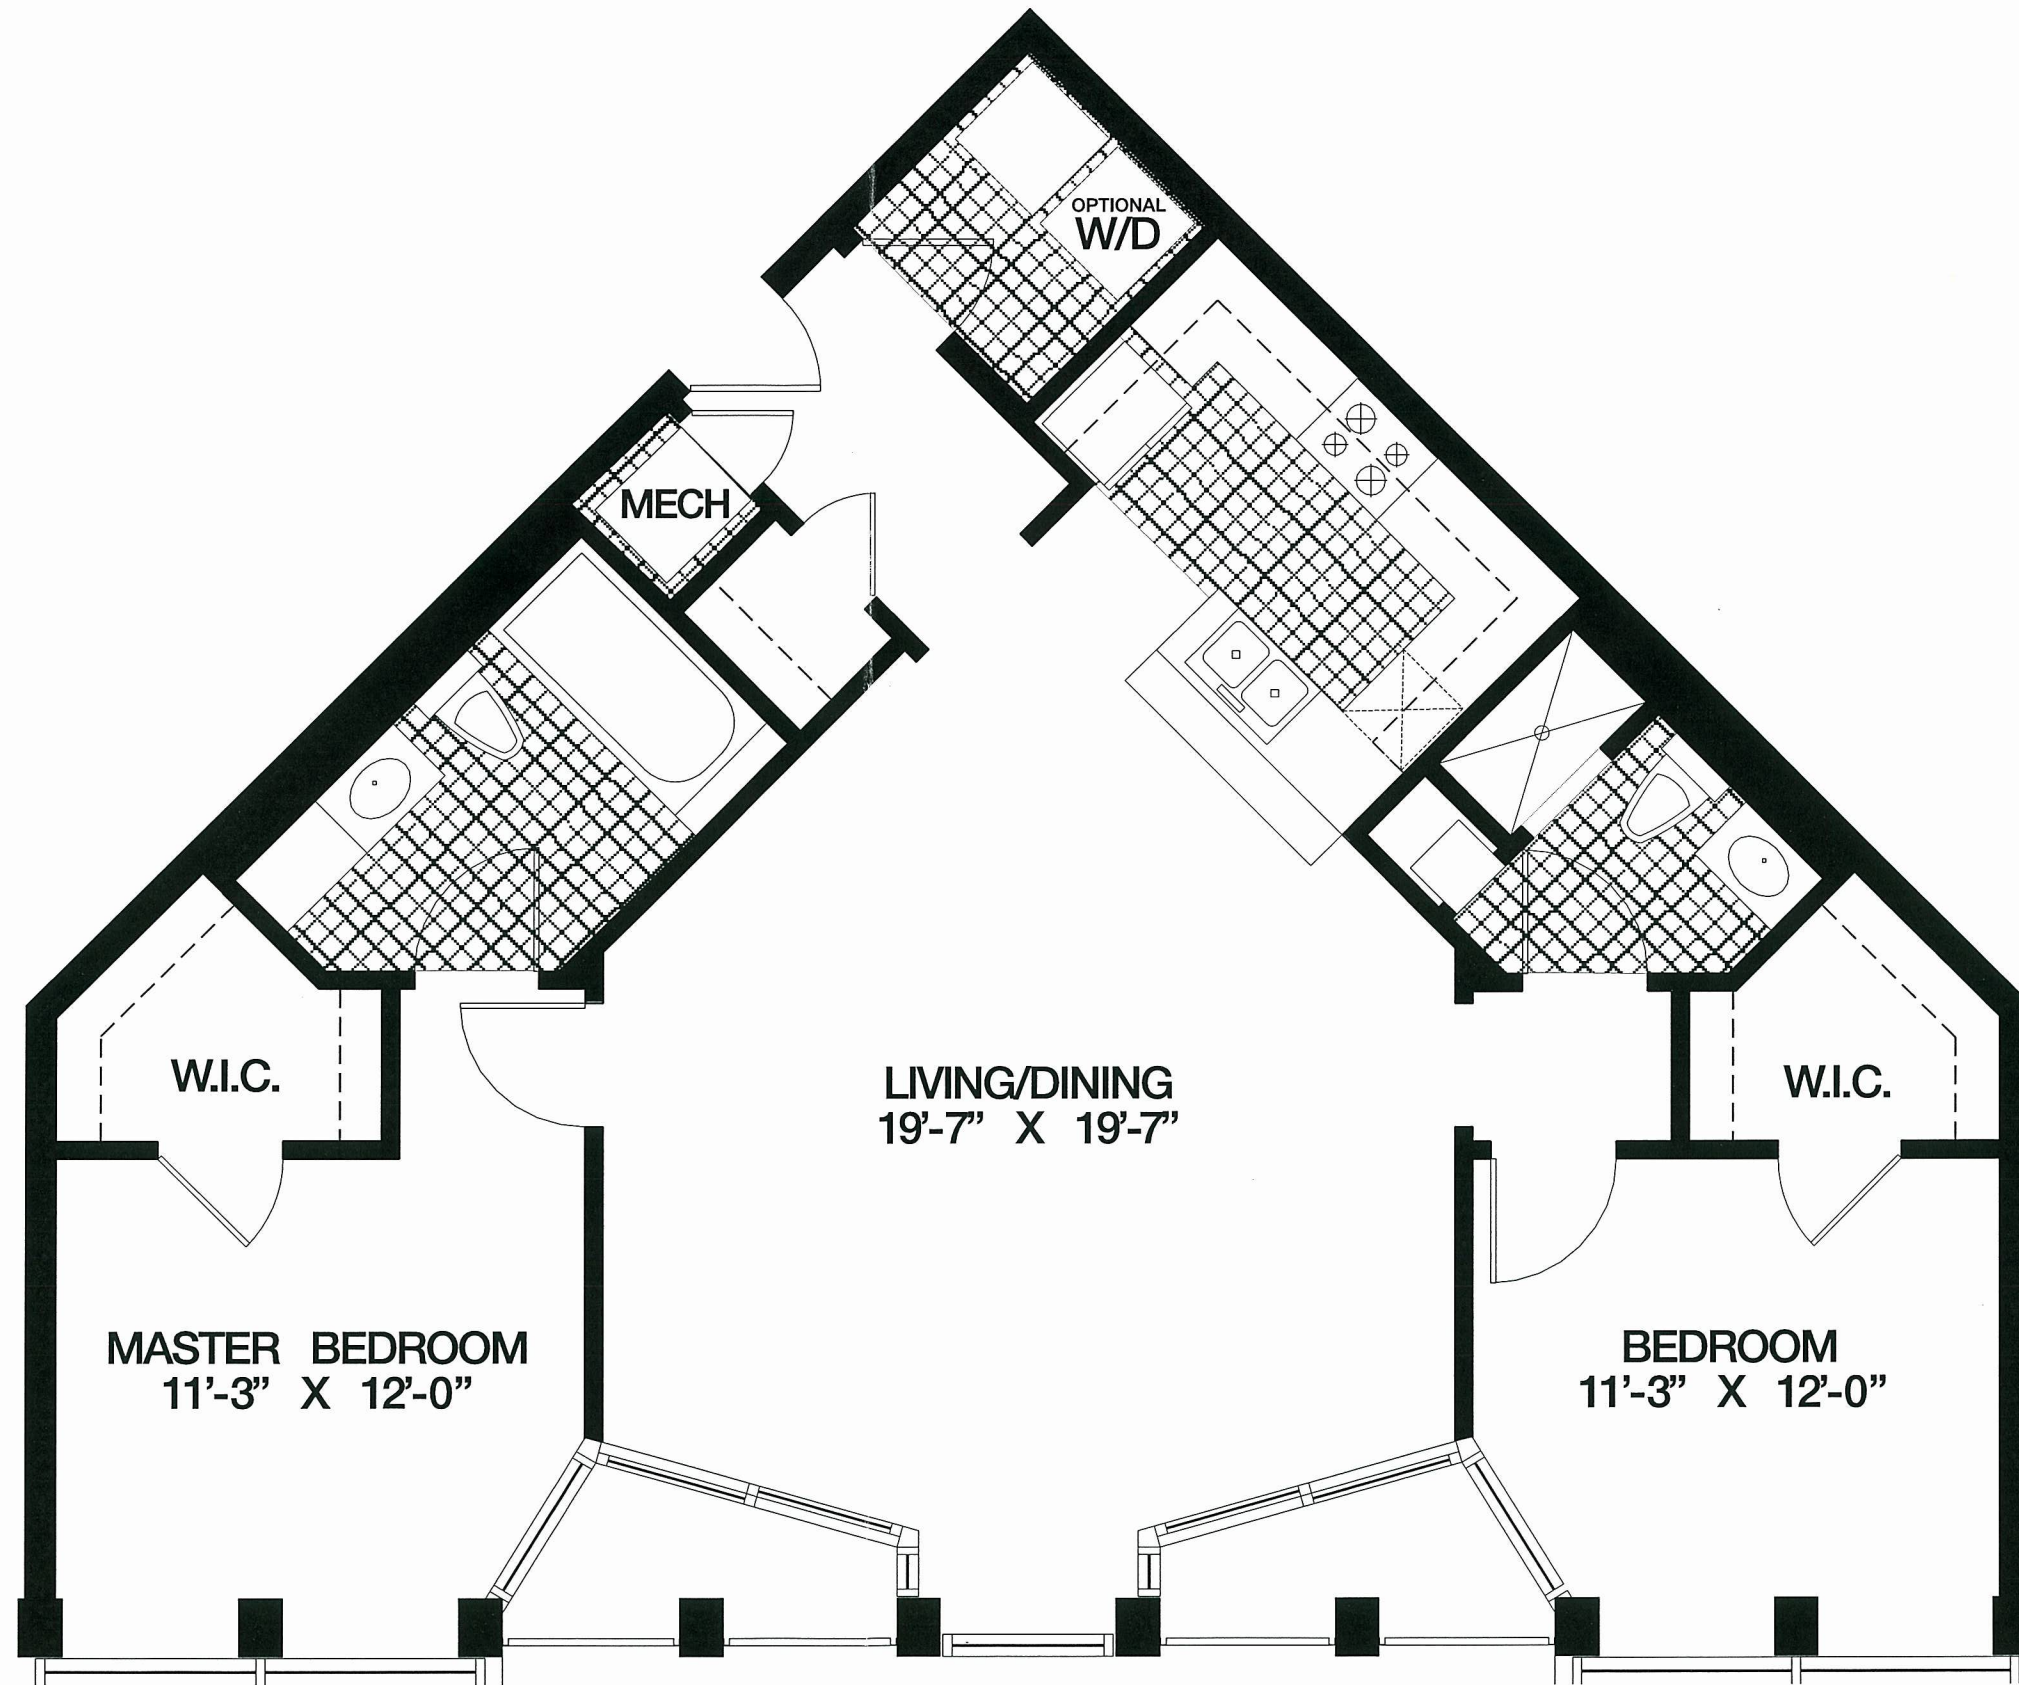 OPTIONAL
W/D
MECH
W.I.C.
LIVING/DINING
19'-7” X 19'-7”
W.I.C.
MASTER BEDROOM
11'-3” X 12'-0”
BEDROOM
11'-3” X 12'-0”